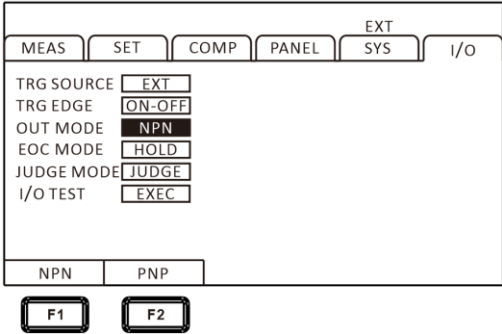 EXT
MEAS SET COMP PANEL SYS I/O
TRG SOURCE EXT
TRG EDGE ON-OFF
OUT MODE NPN
EOC MODE HOLD
JUDGE MODE JUDGE
I/O TEST EXEC
NPN PNP
F1 F2